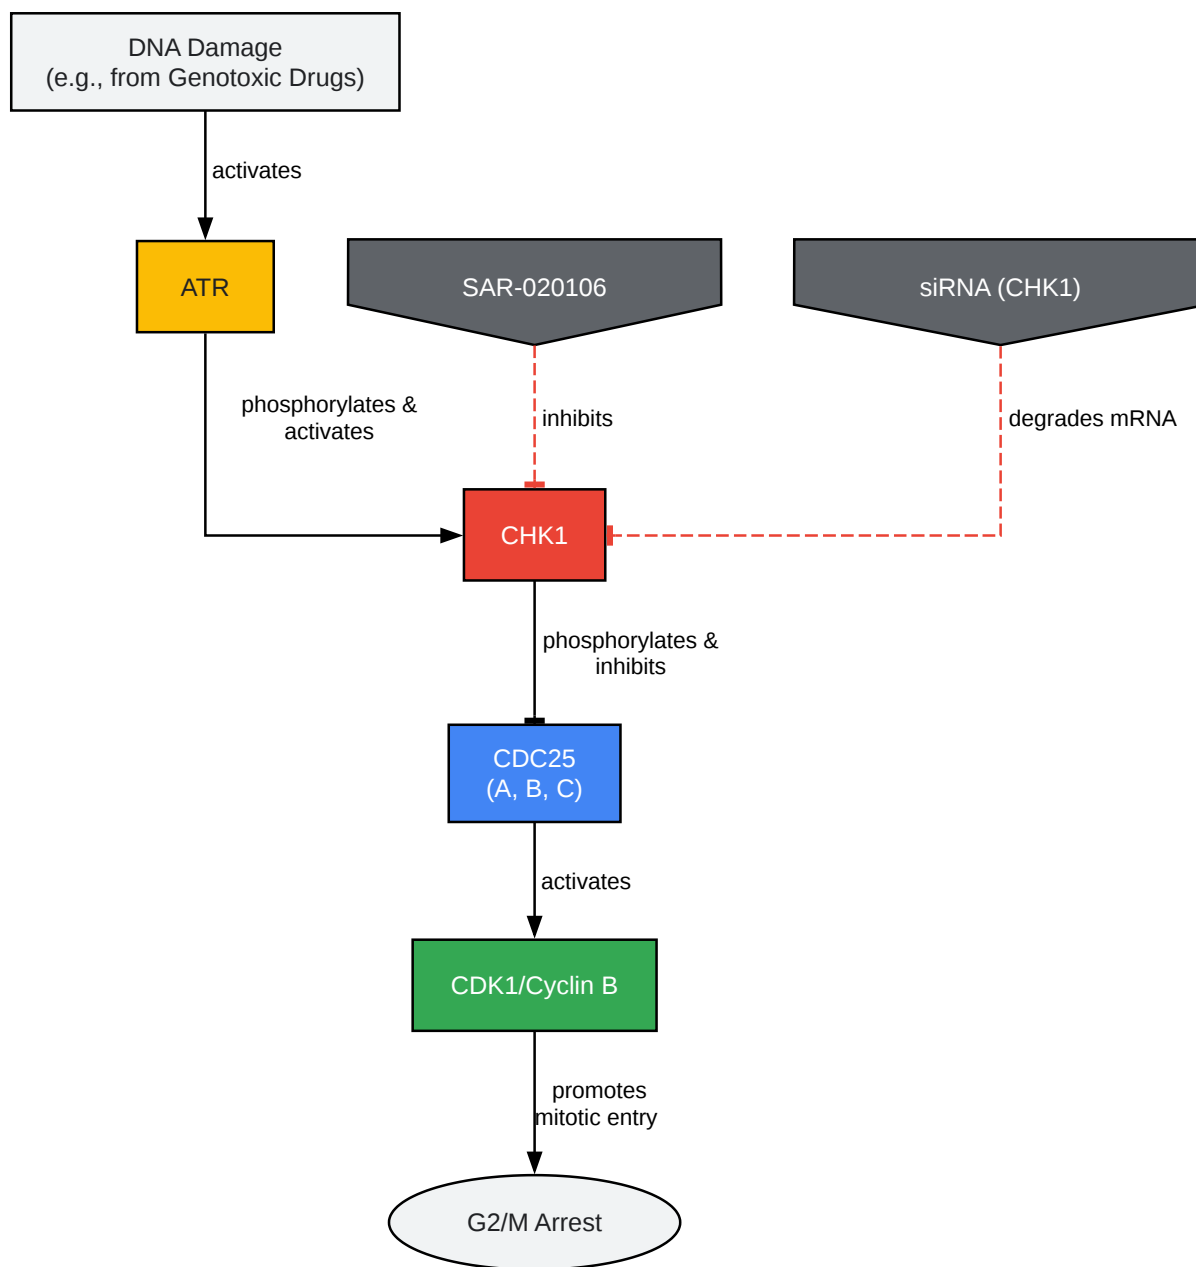 DNA Damage
(e.g., from Genotoxic Drugs)
activates
ATR
SAR-020106
siRNA (CHK1)
phosphorylates &
activates
inhibits
degrades mRNA
CHK1
phosphorylates &
inhibits
CDC25
(A, B, C)
activates
CDK1/Cyclin B
promotes
mitotic entry
G2/M Arrest